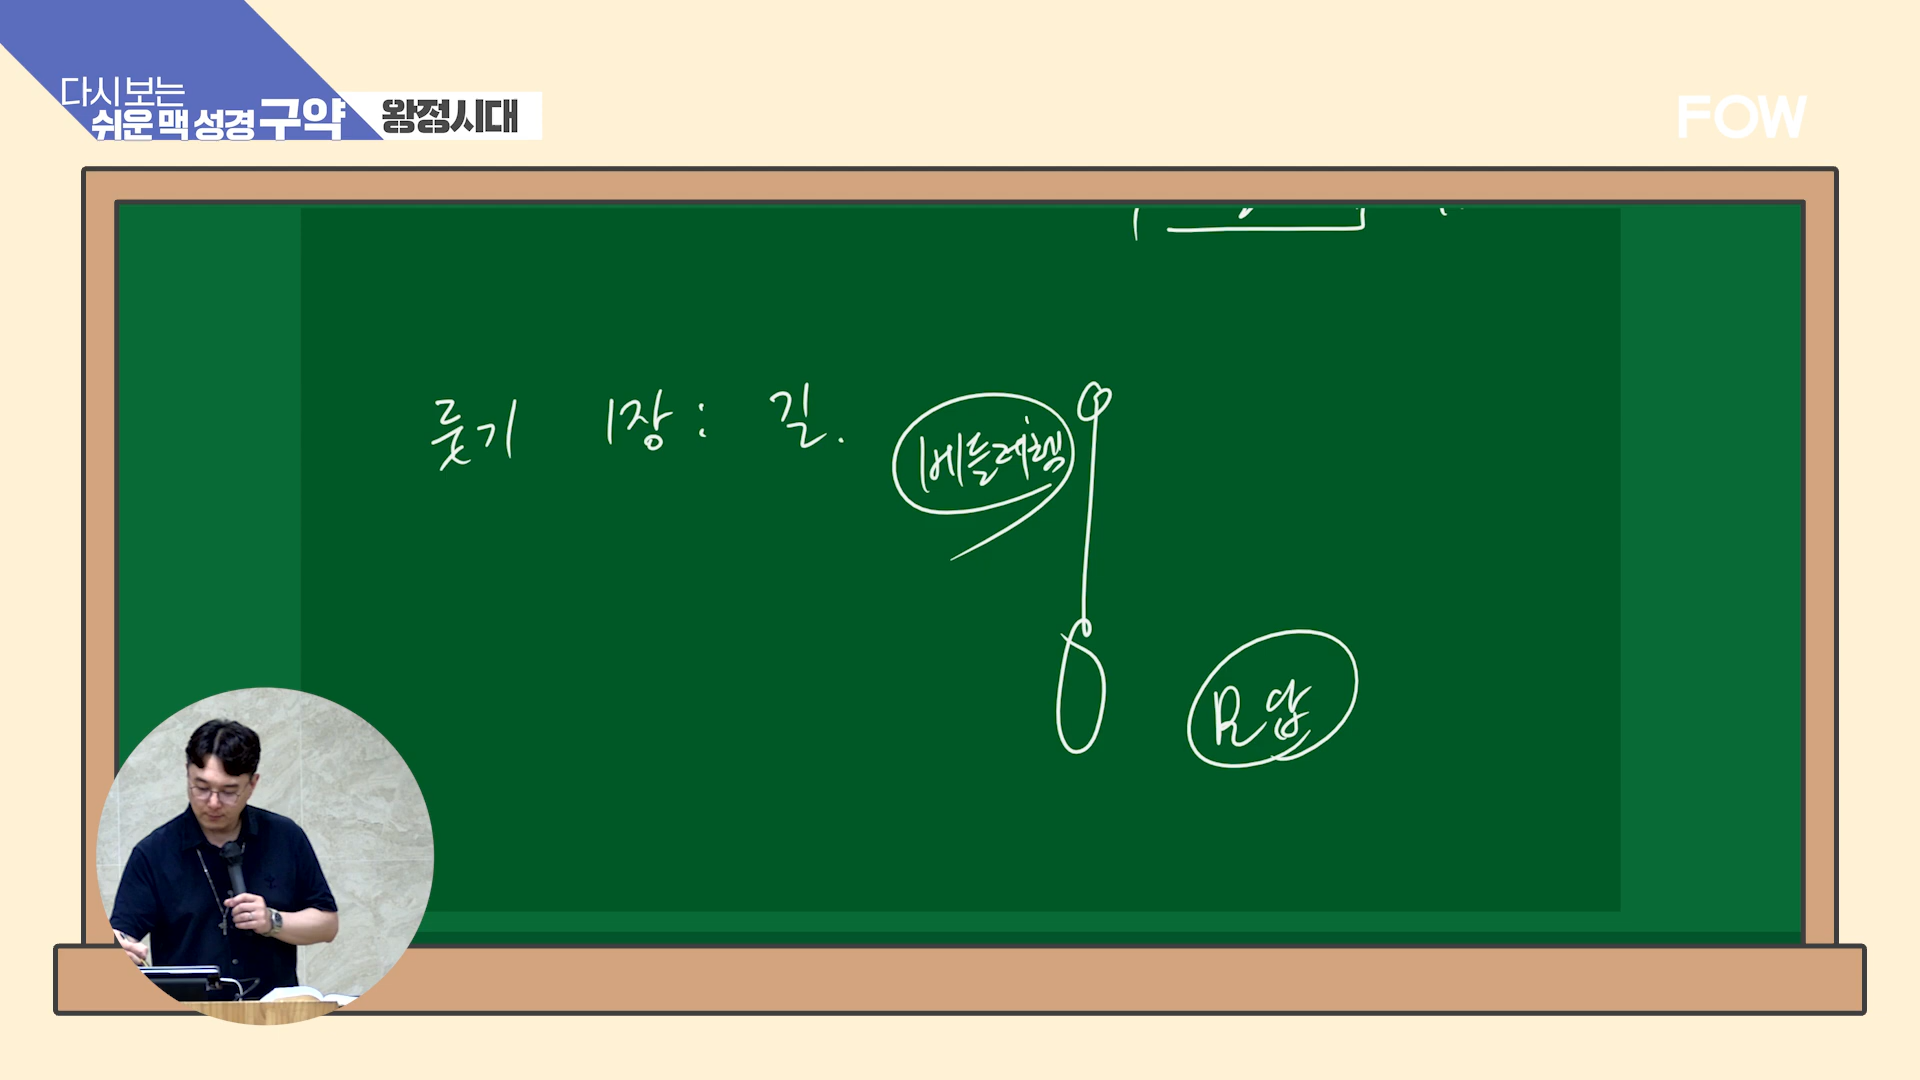 다시 보는
쉬운 맥 성경 구약
왕정시대
FOW
룻기 1장 : 길.
베들레헴
모압